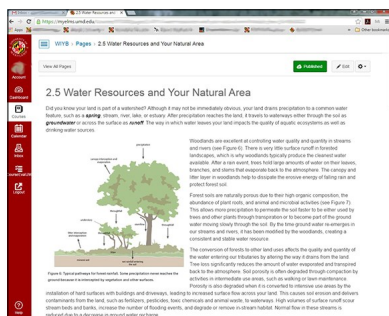 https://myelms.umd.edu
WIYB > Pages > 2.5 Water Resources and Your Natural Area
View All Pages
Published
Edit
Account
Dashboard
Courses
Calendar
Inbox
Logout
Help
2.5 Water Resources and Your Natural Area
Did you know your land is part of a watershed? Although it may not be immediately obvious, your land drains precipitation to a common water
feature, such as a spring, stream, river, lake, or estuary. After precipitation reaches the land, it travels to waterways either through the soil as
groundwater or across the surface as runoff. The way in which water leaves your land impacts the quality of aquatic ecosystems as well as
drinking water sources.
Woodlands are excellent at controlling water quality and quantity in streams
and rivers (see Figure 6). There is very little surface runoff in forested
landscapes, which is why woodlands typically produce the cleanest water
available. After a rain event, trees hold large amounts of water on their leaves,
branches, and stems that evaporate back to the atmosphere. The canopy and
litter layer in woodlands help to dissipate the erosive energy of falling rain and
protect forest soil.
Forest soils are naturally porous due to their high organic composition, the
abundance of plant roots, and animal and microbial activities (see Figure 7).
This allows more precipitation to permeate the soil faster to be either used by
trees and other plants through transpiration or to become part of the ground
water moving slowly through the soil. By the time ground water re-emerges in
our streams and rivers, it has been modified by the woodlands, creating a
consistent and stable water resource.
The conversion of forests to other land uses affects the quality and quantity of
the water entering our tributaries by altering the way it drains from the land.
Tree loss significantly reduces the amount of water evaporated and transpired
back to the atmosphere. Soil porosity is often degraded through compaction by
activities in intermediate use areas, such as walking or lawn maintenance.
Porosity is also degraded when it is converted to intensive use areas by the
Figure 6: Typical pathways for forest rainfall. Some precipitation never reaches the
ground because it is intercepted by vegetation and other surfaces.
installation of hard surfaces with buildings and driveways, leading to increased surface flow across your land. This causes soil erosion and delivers
contaminants from the land, such as fertilizers, pesticides, toxic chemicals and animal waste, to waterways. High volumes of surface runoff scour
stream beds and banks, increase the number of flooding events, and degrade or remove in-stream habitat. Normal flow in these streams is
reduced due to a decrease in ground water recharge.